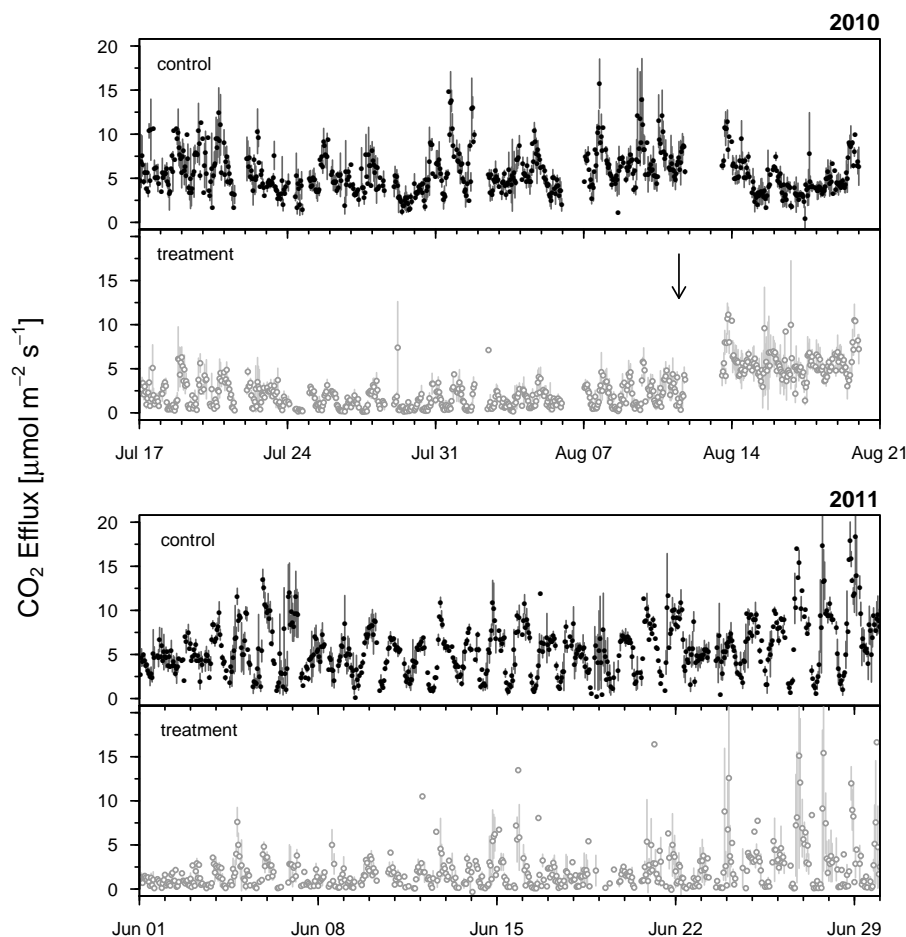 2010
20
15
10
5
0
control
15
10
5
0
treatment
Jul 17 Jul 24 Jul 31 Aug 07 Aug 14 Aug 21
CO₂ Efflux [μmol m⁻² s⁻¹]
2011
20
15
10
5
0
control
15
10
5
0
treatment
Jun 01 Jun 08 Jun 15 Jun 22 Jun 29